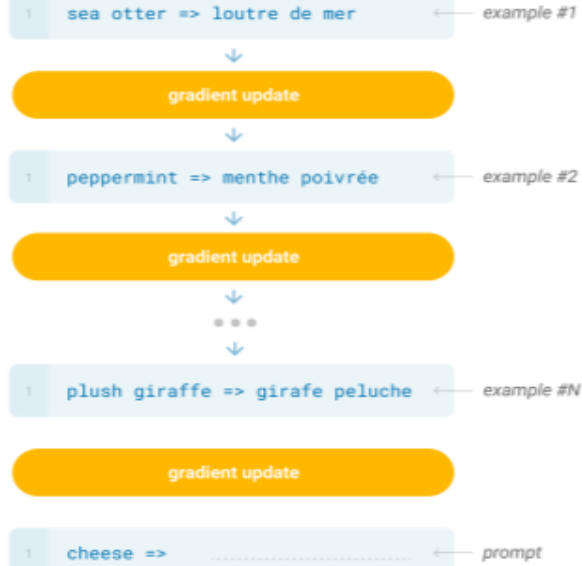 1 sea otter => loutre de mer example #1
gradient update
1 peppermint => menthe poivrée example #2
gradient update
1 plush giraffe => girafe peluche example #N
gradient update
1 cheese => prompt